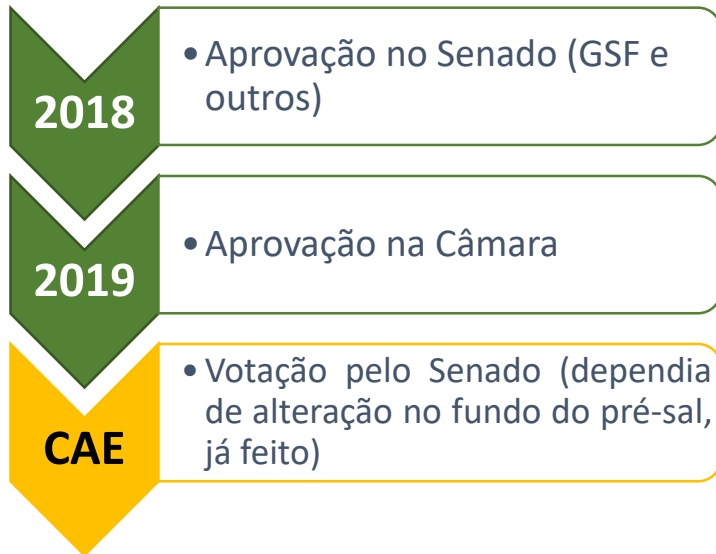 2018
• Aprovação no Senado (GSF e
outros)
2019
• Aprovação na Câmara
CAE
• Votação pelo Senado (dependia
de alteração no fundo do pré-sal,
já feito)